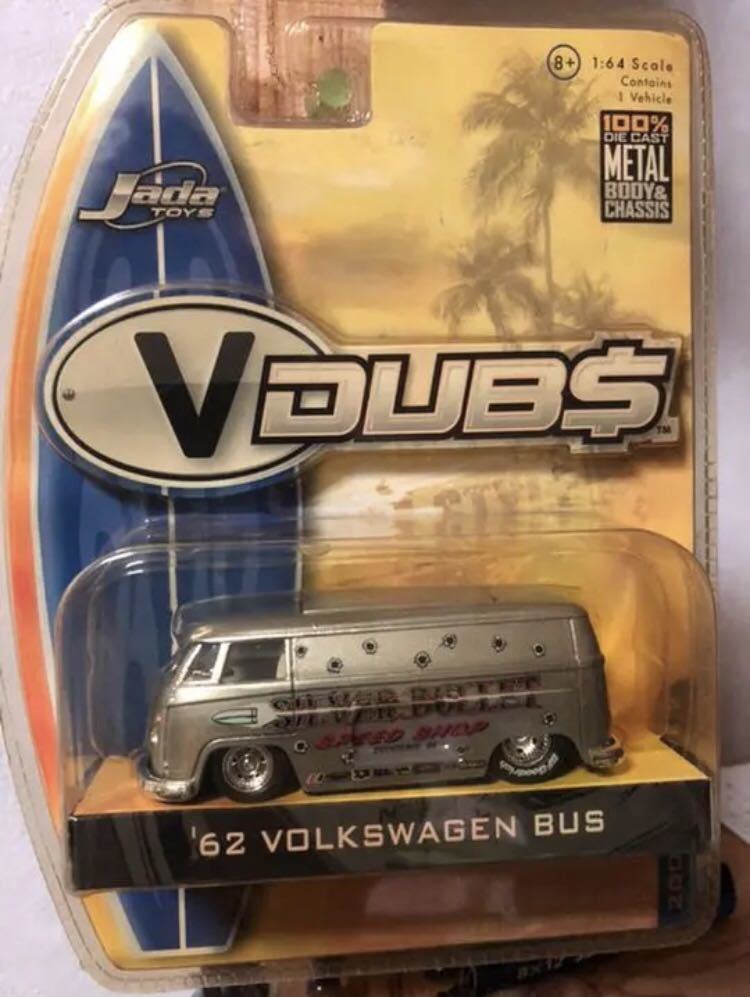 8+ 1:64 Scale
Contains
1 Vehicle
100%
DIE CAST
METAL
BODY&
CHASSIS
Jada
TOYS
V DUB$ TM
SILVER BULLET
SPEED SHOP
BFGoodrich
'62 VOLKSWAGEN BUS